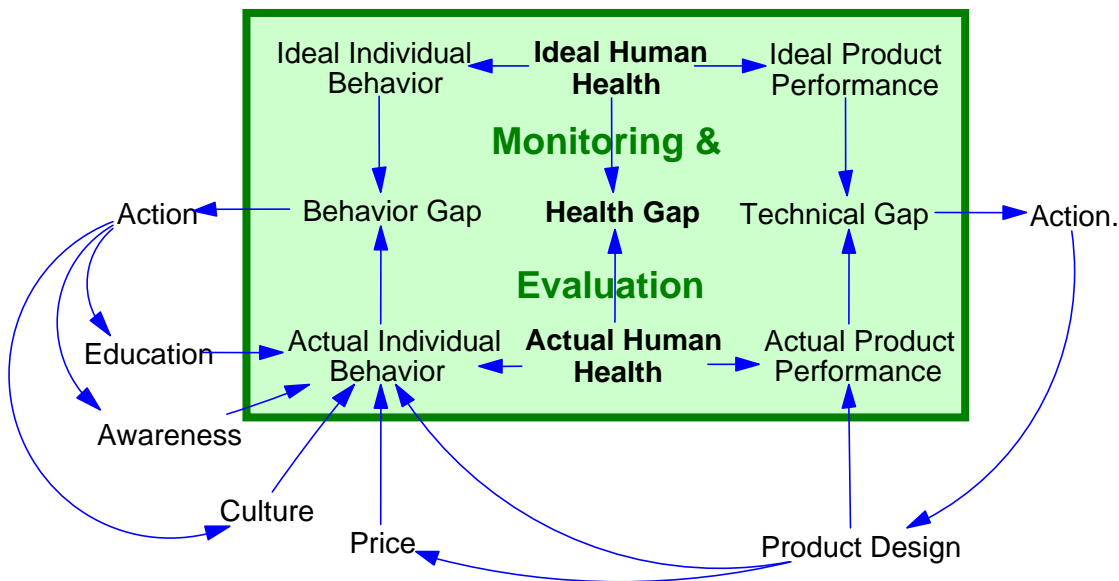 Ideal Individual
Behavior
Ideal Human
Health
Ideal Product
Performance
Monitoring &
Action
Behavior Gap
Health Gap
Technical Gap
Action.
Evaluation
Education
Actual Individual
Behavior
Actual Human
Health
Actual Product
Performance
Awareness
Culture
Price
Product Design